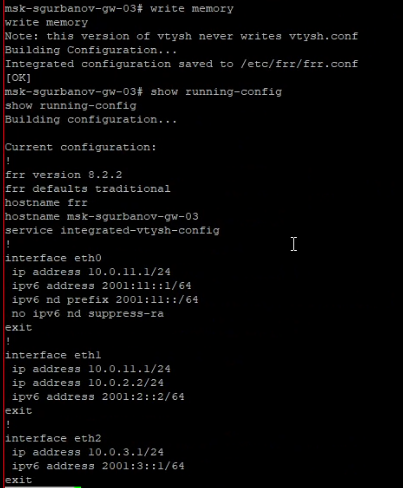 msk-sgurbanov-gw-03# write memory
write memory
Note: this version of vtysh never writes vtysh.conf
Building Configuration...
Integrated configuration saved to /etc/frr/frr.conf
[OK]
msk-sgurbanov-gw-03# show running-config
show running-config
Building configuration...

Current configuration:
!
frr version 8.2.2
frr defaults traditional
hostname frr
hostname msk-sgurbanov-gw-03
service integrated-vtysh-config
!
interface eth0
 ip address 10.0.11.1/24
 ipv6 address 2001:11::1/64
 ipv6 nd prefix 2001:11::/64
 no ipv6 nd suppress-ra
exit
!
interface eth1
 ip address 10.0.11.1/24
 ip address 10.0.2.2/24
 ipv6 address 2001:2::2/64
exit
!
interface eth2
 ip address 10.0.3.1/24
 ipv6 address 2001:3::1/64
exit